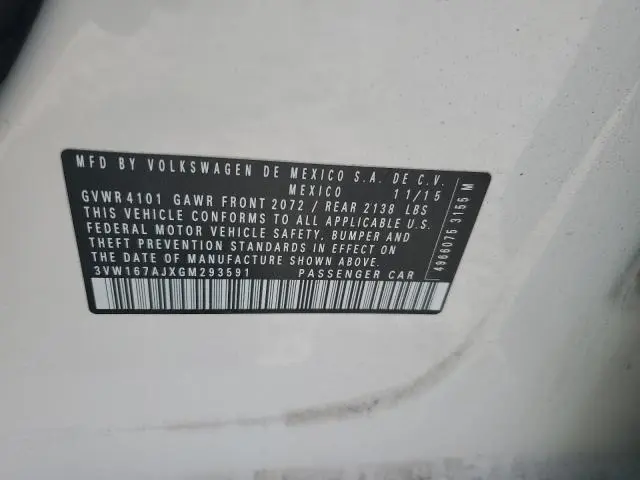 MFD BY VOLKSWAGEN DE MEXICO S.A. DE C.V.
MEXICO 11/15
GVWR 4101 GAWR FRONT 2072 / REAR 2138 LBS
THIS VEHICLE CONFORMS TO ALL APPLICABLE U.S.
FEDERAL MOTOR VEHICLE SAFETY, BUMPER AND
THEFT PREVENTION STANDARDS IN EFFECT ON
THE DATE OF MANUFACTURE SHOWN ABOVE.
3VW167AJXGM293591 PASSENGER CAR
4966075 3155 M